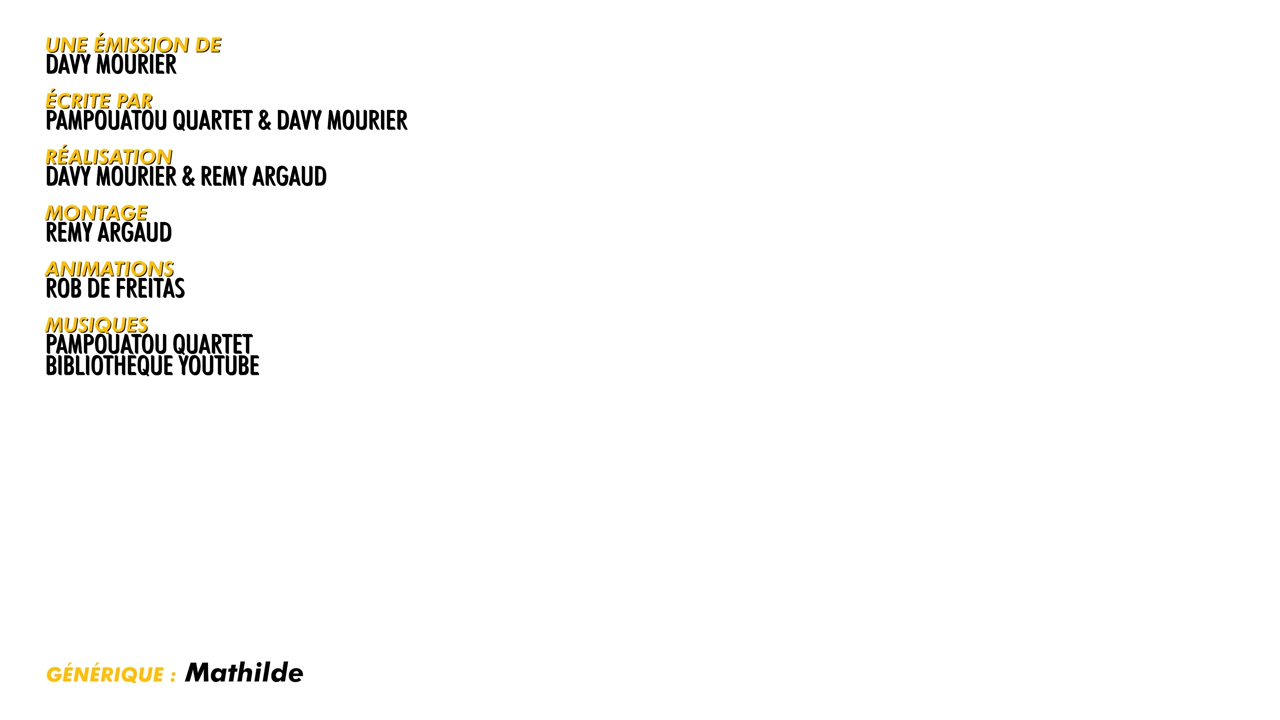 UNE ÉMISSION DE
DAVY MOURIER
ÉCRITE PAR
PAMPOUATOU QUARTET & DAVY MOURIER
RÉALISATION
DAVY MOURIER & REMY ARGAUD
MONTAGE
REMY ARGAUD
ANIMATIONS
ROB DE FREITAS
MUSIQUES
PAMPOUATOU QUARTET
BIBLIOTHÈQUE YOUTUBE
GÉNÉRIQUE : Mathilde